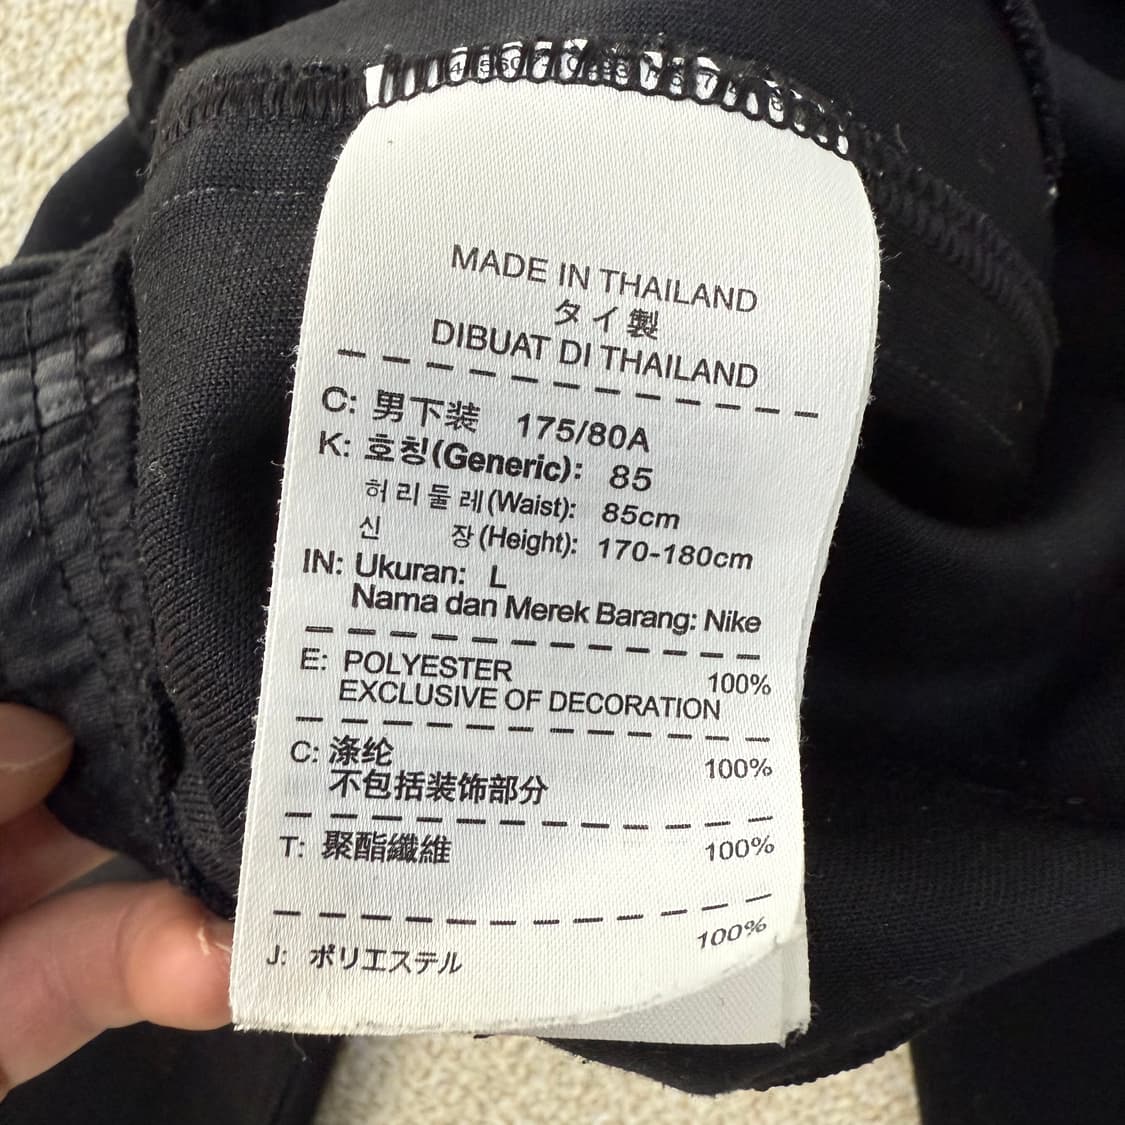 MADE IN THAILAND
タイ製
DIBUAT DI THAILAND
C: 男下装 175/80A
K: 호칭(Generic): 85
허리둘레(Waist): 85cm
신 장(Height): 170-180cm
IN: Ukuran: L
Nama dan Merek Barang: Nike
E: POLYESTER 100%
EXCLUSIVE OF DECORATION
C: 涤纶 100%
不包括装饰部分
T: 聚酯纖維 100%
J: ポリエステル 100%